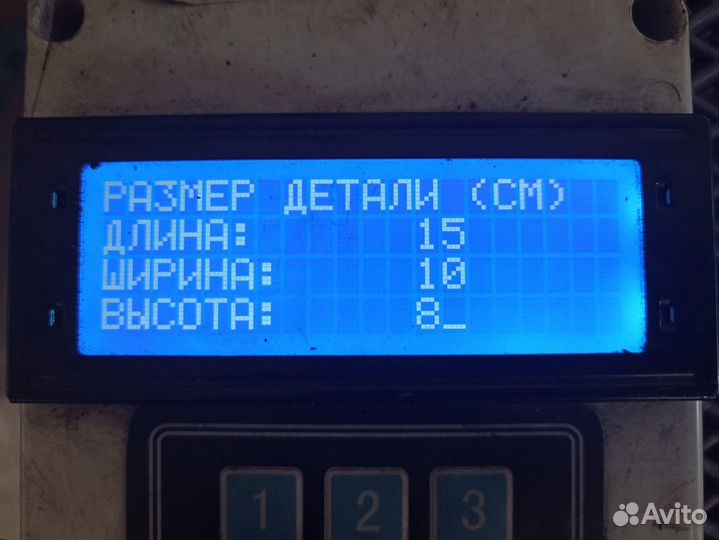 РАЗМЕР ДЕТАЛИ (СМ)
ДЛИНА: 15
ШИРИНА: 10
ВЫСОТА: 8_
1 2 3
Avito